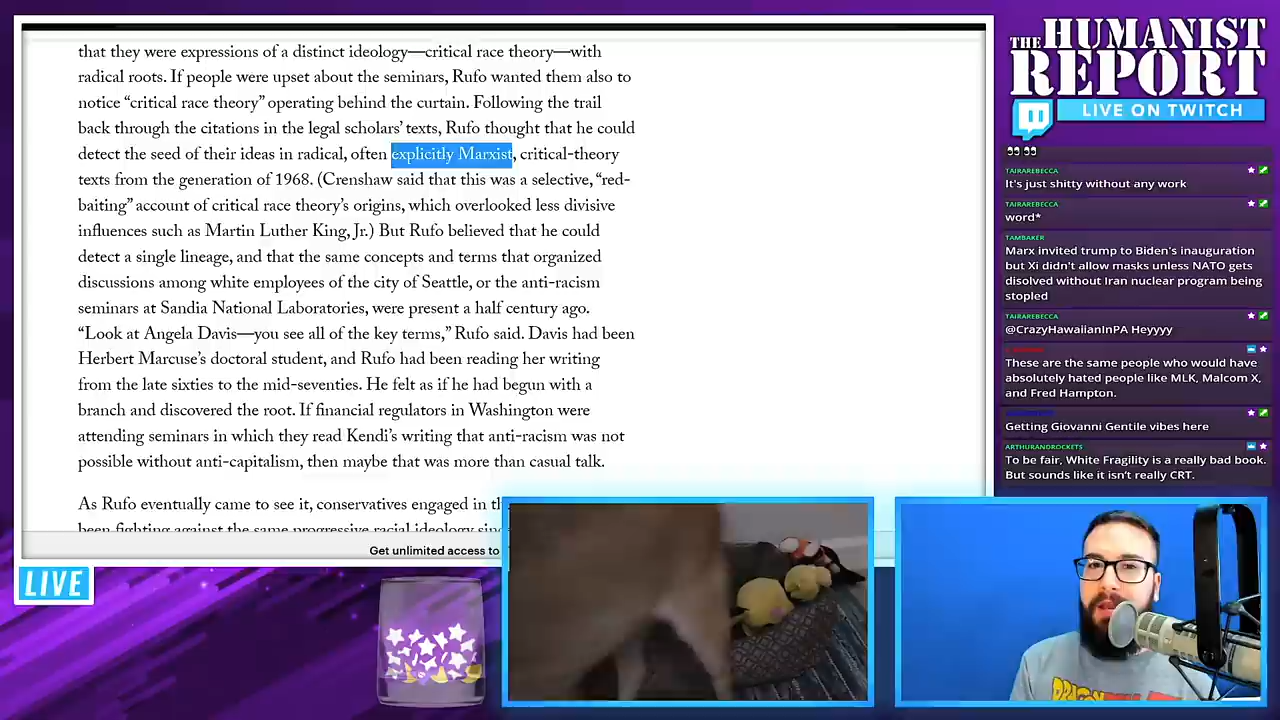 that they were expressions of a distinct ideology—critical race theory—with
radical roots. If people were upset about the seminars, Rufo wanted them also to
notice “critical race theory” operating behind the curtain. Following the trail
back through the citations in the legal scholars’ texts, Rufo thought that he could
detect the seed of their ideas in radical, often explicitly Marxist, critical-theory
texts from the generation of 1968. (Crenshaw said that this was a selective, “red-
baiting” account of critical race theory’s origins, which overlooked less divisive
influences such as Martin Luther King, Jr.) But Rufo believed that he could
detect a single lineage, and that the same concepts and terms that organized
discussions among white employees of the city of Seattle, or the anti-racism
seminars at Sandia National Laboratories, were present a half century ago.
“Look at Angela Davis—you see all of the key terms,” Rufo said. Davis had been
Herbert Marcuse’s doctoral student, and Rufo had been reading her writing
from the late sixties to the mid-seventies. He felt as if he had begun with a
branch and discovered the root. If financial regulators in Washington were
attending seminars in which they read Kendi’s writing that anti-racism was not
possible without anti-capitalism, then maybe that was more than casual talk.
As Rufo eventually came to see it, conservatives engaged in
been fighting against the same progressive racial ideology
Get unlimited access to
LIVE
THE HUMANIST
REPORT
LIVE ON TWITCH
TAIRAREBECCA
It's just shitty without any work
TAIRAREBECCA
word*
TAMBAKER
Marx invited trump to Biden's inauguration
but Xi didn't allow masks unless NATO gets
disolved without Iran nuclear program being
stopled
TAIRAREBECCA
@CrazyHawaiianInPA Heyyyy
These are the same people who would have
absolutely hated people like MLK, Malcom X,
and Fred Hampton.
Getting Giovanni Gentile vibes here
ARTHURANDROCKETS
To be fair, White Fragility is a really bad book.
But sounds like it isn't really CRT.